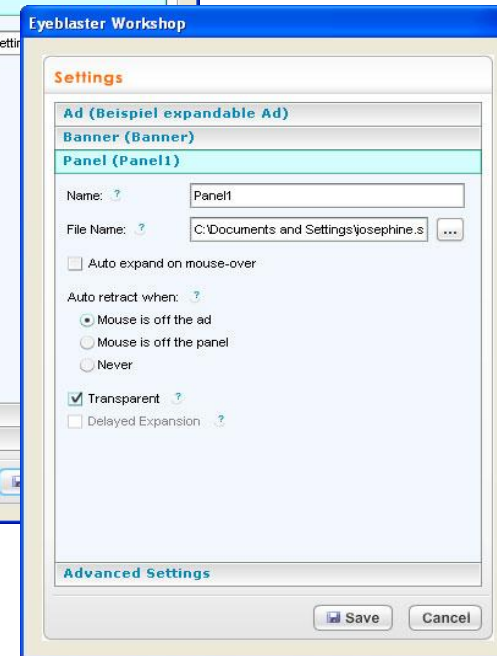 Eyeblaster Workshop
Settings
Ad (Beispiel expandable Ad)
Banner (Banner)
Panel (Panel1)
Name: ? Panel1
File Name: ? C:\Documents and Settings\josephine.s ...
Auto expand on mouse-over
Auto retract when: ?
Mouse is off the ad
Mouse is off the panel
Never
Transparent ?
Delayed Expansion ?
Advanced Settings
Save Cancel